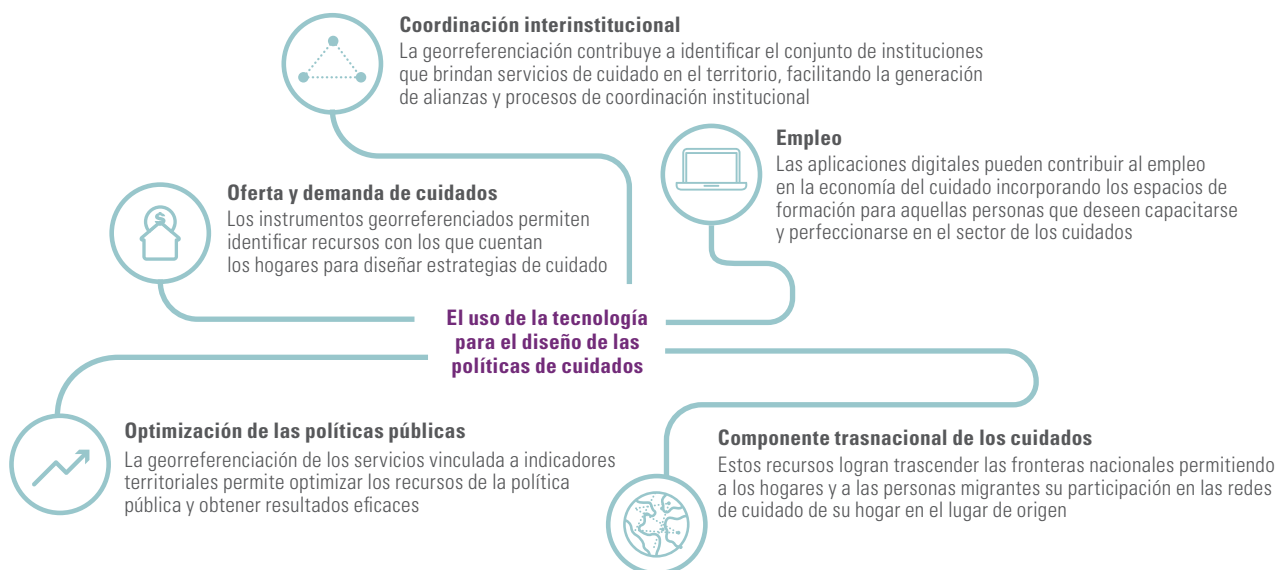 Coordinación interinstitucional
La georreferenciación contribuye a identificar el conjunto de instituciones
que brindan servicios de cuidado en el territorio, facilitando la generación
de alianzas y procesos de coordinación institucional
Empleo
Las aplicaciones digitales pueden contribuir al empleo
en la economía del cuidado incorporando los espacios de
formación para aquellas personas que deseen capacitarse
y perfeccionarse en el sector de los cuidados
Oferta y demanda de cuidados
Los instrumentos georreferenciados permiten
identificar recursos con los que cuentan
los hogares para diseñar estrategias de cuidado
$
El uso de la tecnología
para el diseño de las
políticas de cuidados
Optimización de las políticas públicas
La georreferenciación de los servicios vinculada a indicadores
territoriales permite optimizar los recursos de la política
pública y obtener resultados eficaces
Componente trasnacional de los cuidados
Estos recursos logran trascender las fronteras nacionales permitiendo
a los hogares y a las personas migrantes su participación en las redes
de cuidado de su hogar en el lugar de origen